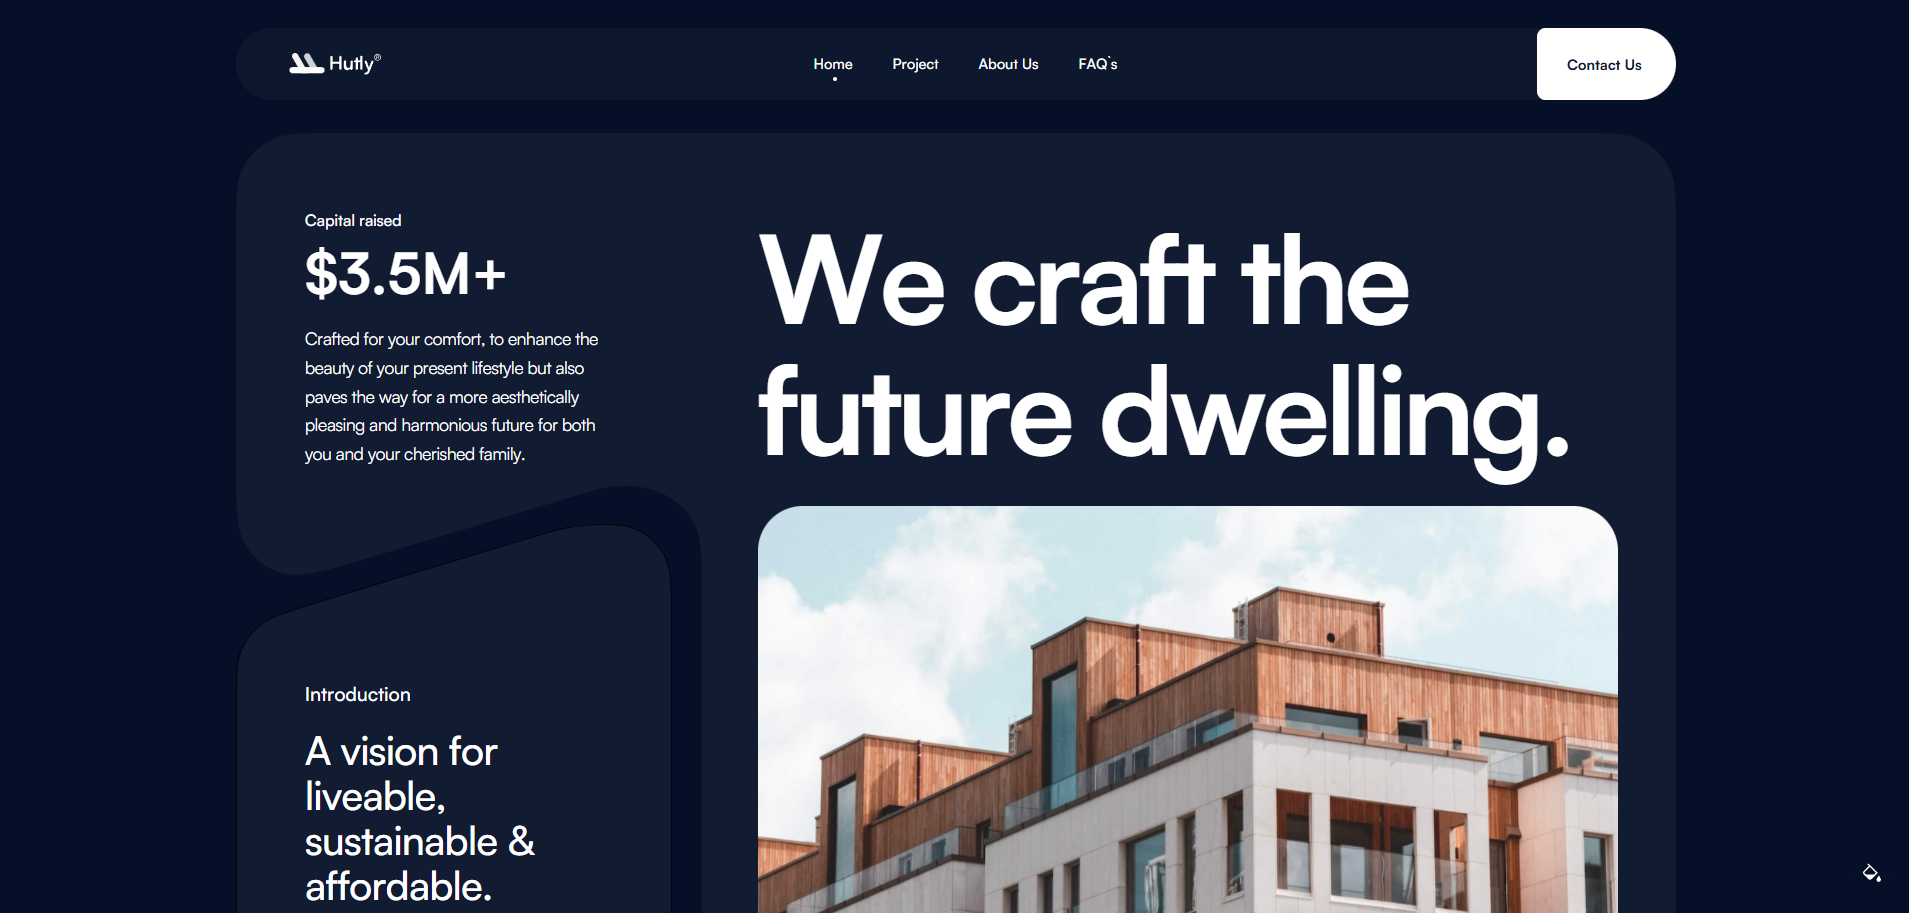 Hutly®
Home
Project
About Us
FAQ`s
Contact Us
Capital raised
$3.5M+
Crafted for your comfort, to enhance the
beauty of your present lifestyle but also
paves the way for a more aesthetically
pleasing and harmonious future for both
you and your cherished family.
We craft the
future dwelling.
Introduction
A vision for
liveable,
sustainable &
affordable.